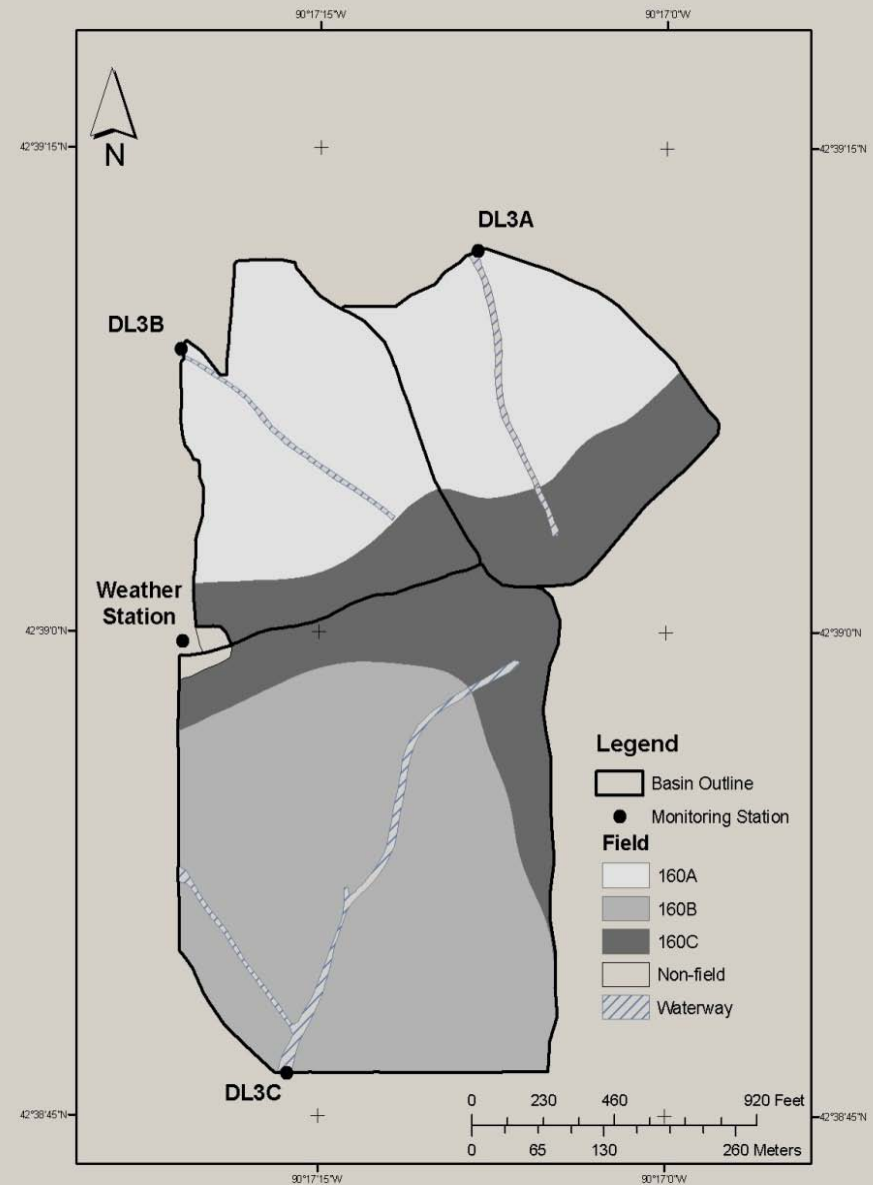 90°17'15"W 90°17'0"W
N
42°39'15"N 42°39'15"N
DL3A
DL3B
Weather
Station
42°39'0"N 42°39'0"N
Legend
Basin Outline
Monitoring Station
Field
160A
160B
160C
Non-field
Waterway
DL3C
0 230 460 920 Feet
42°38'45"N 42°38'45"N
0 65 130 260 Meters
90°17'15"W 90°17'0"W